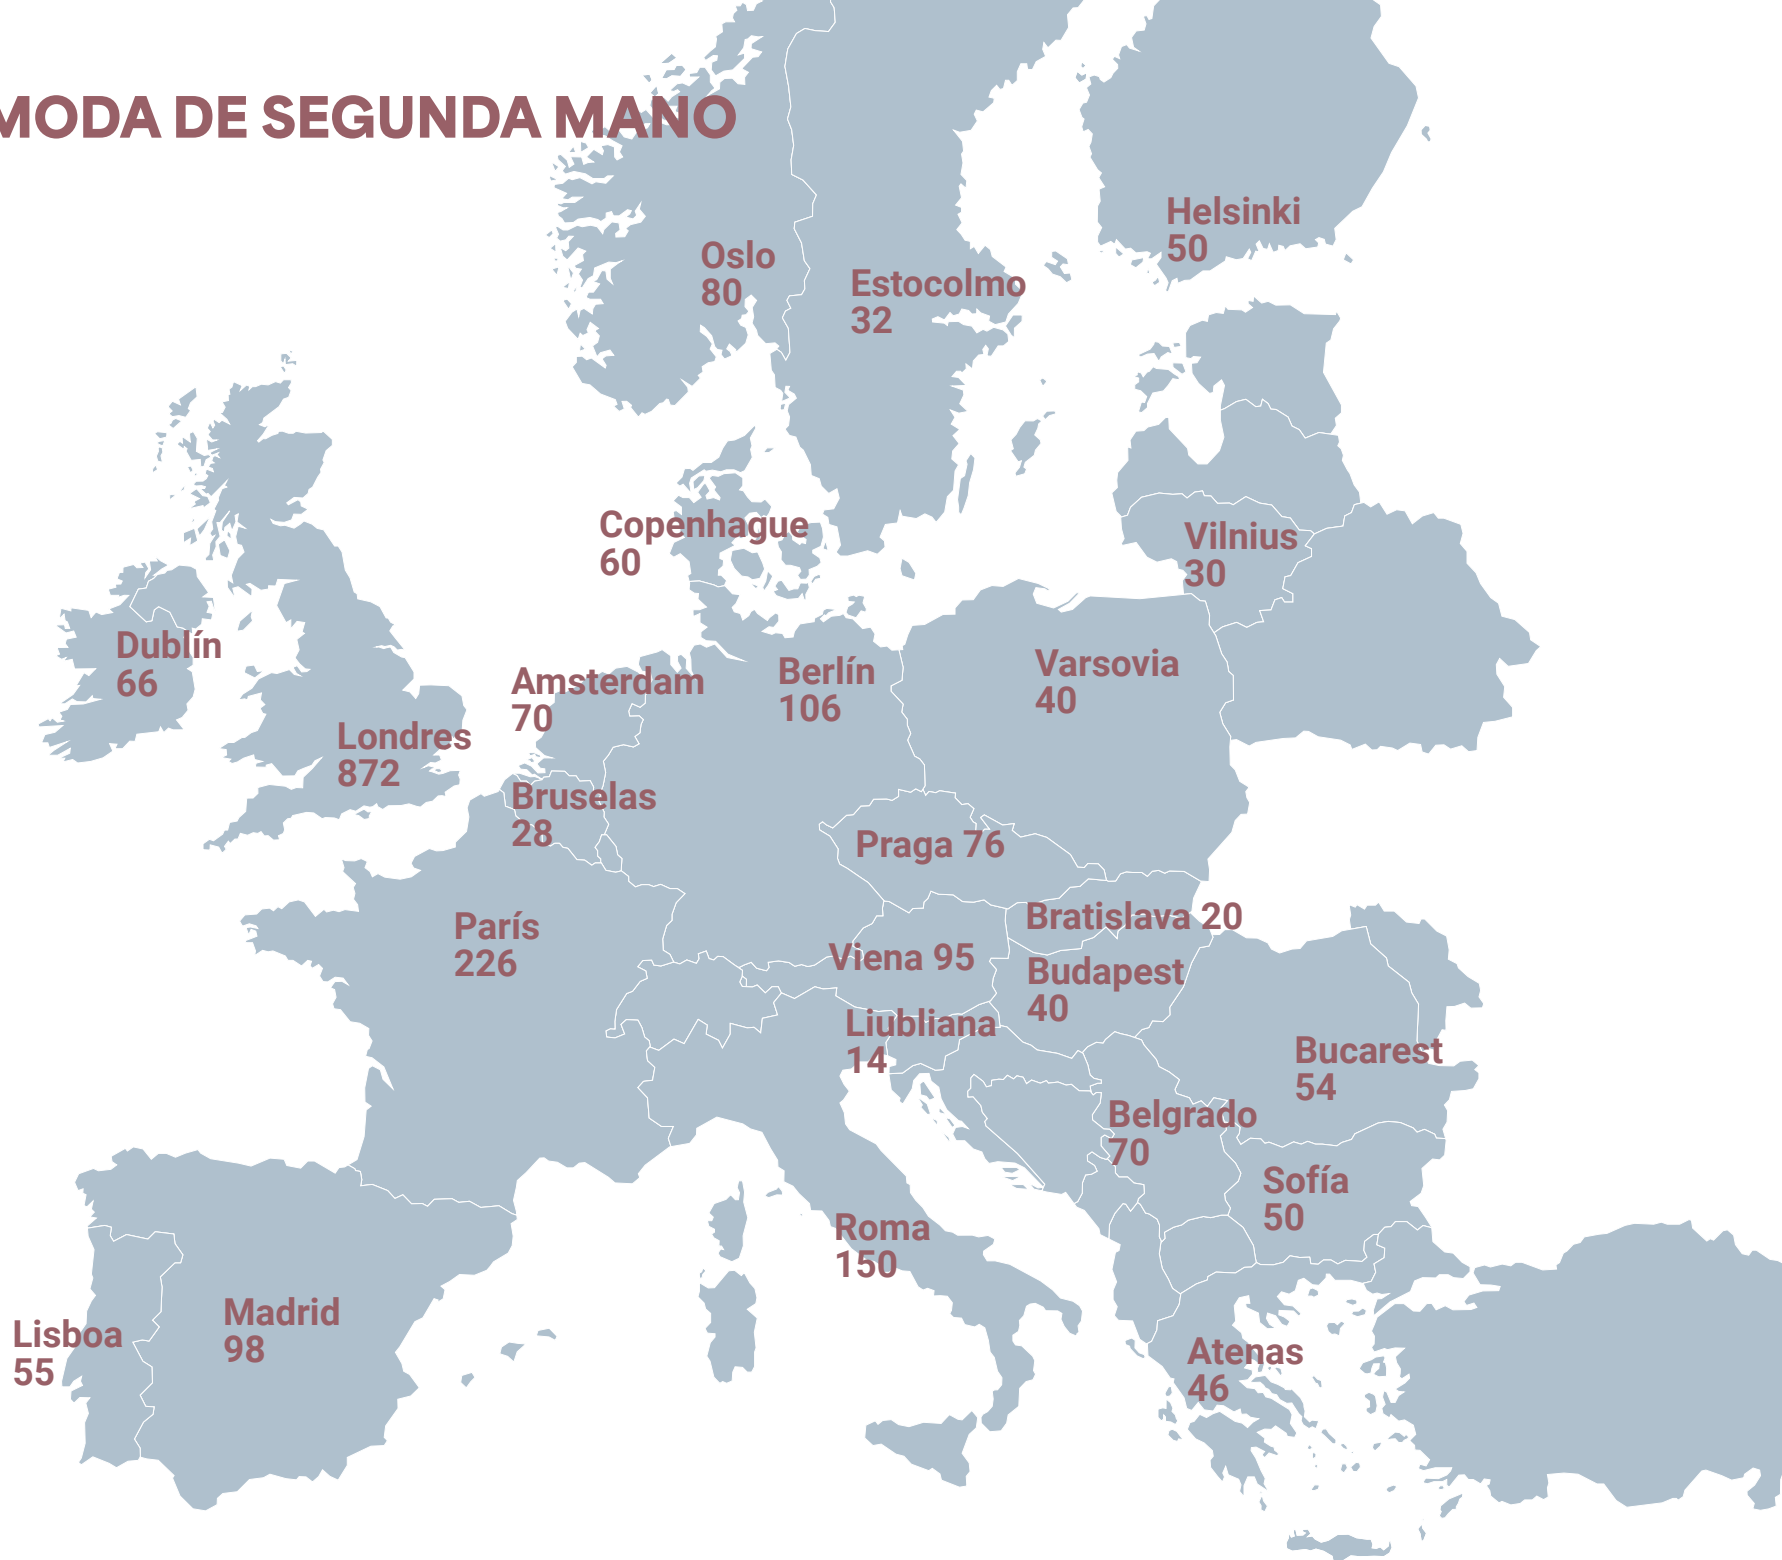 MODA DE SEGUNDA MANO
Helsinki
50
Oslo
80
Estocolmo
32
Copenhague
60
Vilnius
30
Dublín
66
Amsterdam
70
Berlín
106
Varsovia
40
Londres
872
Bruselas
28
Praga 76
París
226
Bratislava 20
Viena 95
Budapest
40
Liubliana
14
Bucarest
54
Belgrado
70
Sofía
50
Roma
150
Madrid
98
Lisboa
55
Atenas
46